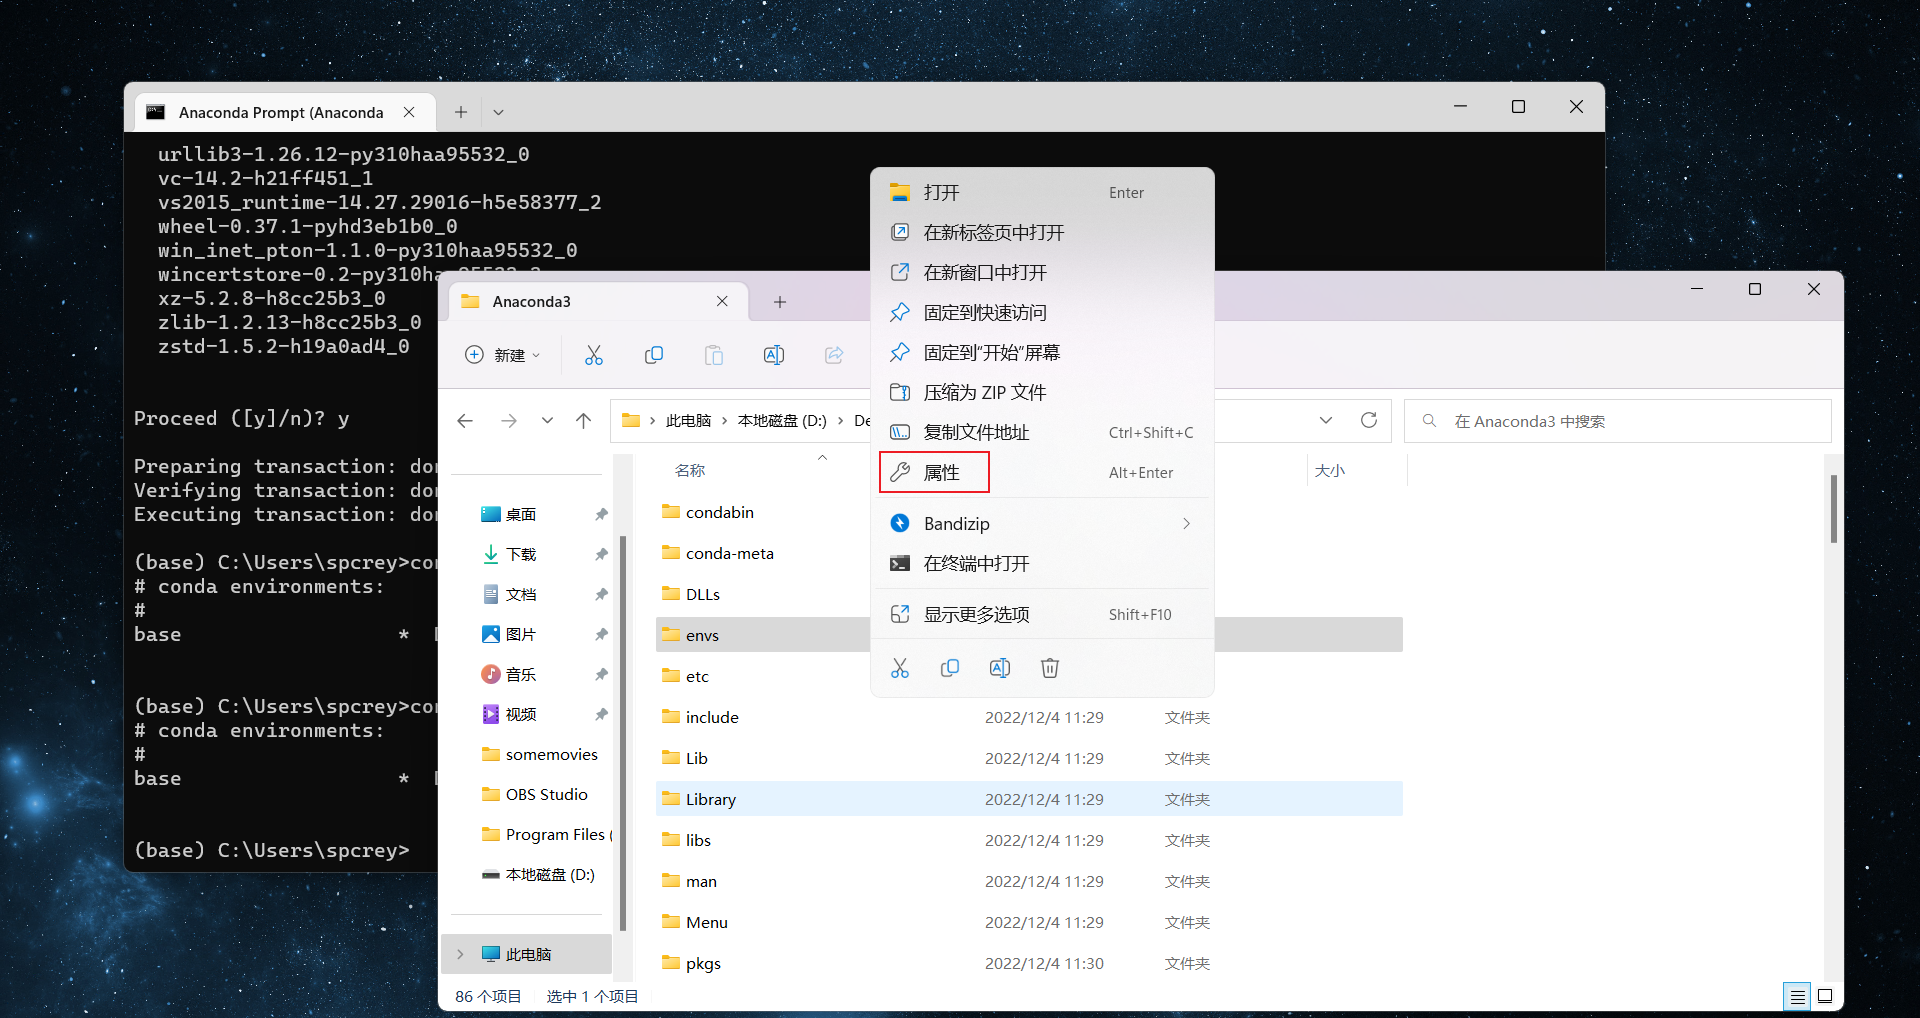 Anaconda Prompt (Anaconda
urllib3-1.26.12-py310haa95532_0
vc-14.2-h21ff451_1
vs2015_runtime-14.27.29016-h5e58377_2
wheel-0.37.1-pyhd3eb1b0_0
win_inet_pton-1.1.0-py310haa95532_0
wincertstore-0.2-py310haa95532_2
xz-5.2.8-h8cc25b3_0
zlib-1.2.13-h8cc25b3_0
zstd-1.5.2-h19a0ad4_0
Proceed ([y]/n)? y
Preparing transaction: don
Verifying transaction: don
Executing transaction: don
(base) C:\Users\spcrey>con
# conda environments:
#
base *
(base) C:\Users\spcrey>con
# conda environments:
#
base *
(base) C:\Users\spcrey>
Anaconda3
新建
此电脑 > 本地磁盘 (D:) > De
在 Anaconda3 中搜索
桌面
下载
文档
图片
音乐
视频
somemovies
OBS Studio
Program Files (
本地磁盘 (D:)
此电脑
名称 大小
condabin
conda-meta
DLLs
envs
etc
include 2022/12/4 11:29 文件夹
Lib 2022/12/4 11:29 文件夹
Library 2022/12/4 11:29 文件夹
libs 2022/12/4 11:29 文件夹
man 2022/12/4 11:29 文件夹
Menu 2022/12/4 11:29 文件夹
pkgs 2022/12/4 11:30 文件夹
86 个项目 选中 1 个项目
打开 Enter
在新标签页中打开
在新窗口中打开
固定到快速访问
固定到"开始"屏幕
压缩为 ZIP 文件
复制文件地址 Ctrl+Shift+C
属性 Alt+Enter
Bandizip
在终端中打开
显示更多选项 Shift+F10